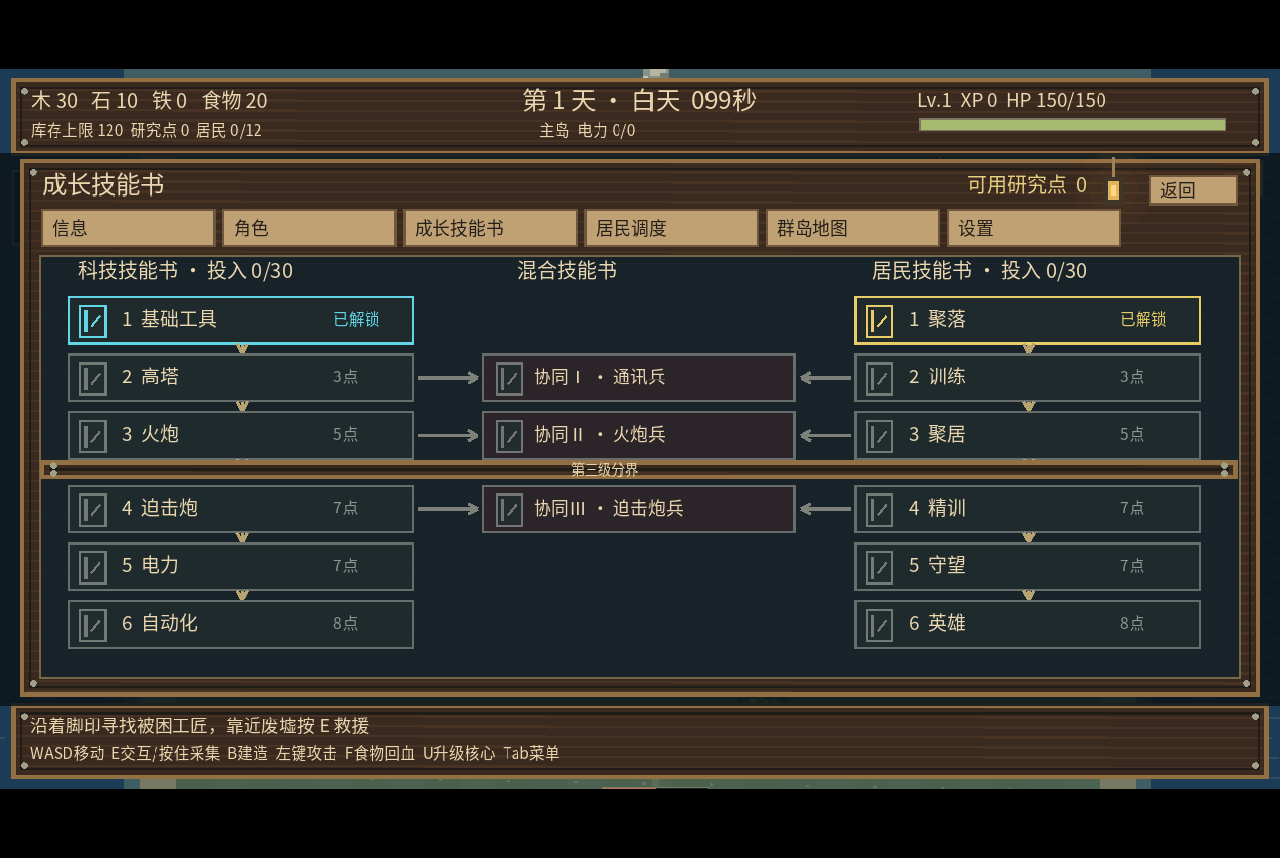 木 30 石 10 铁 0 食物 20
第 1 天 · 白天 099秒
Lv.1 XP 0 HP 150/150
库存上限 120 研究点 0 居民 0/12
主岛 电力 0/0
成长技能书
可用研究点 0
返回
信息
角色
成长技能书
居民调度
群岛地图
设置
科技技能书 · 投入 0/30
混合技能书
居民技能书 · 投入 0/30
1 基础工具 已解锁
1 聚落 已解锁
2 高塔 3点
协同 I · 通讯兵
2 训练 3点
3 火炮 5点
协同 II · 火炮兵
3 聚居 5点
第三级分界
4 迫击炮 7点
协同III · 迫击炮兵
4 精训 7点
5 电力 7点
5 守望 7点
6 自动化 8点
6 英雄 8点
沿着脚印寻找被困工匠，靠近废墟按 E 救援
WASD移动 E交互/按住采集 B建造 左键攻击 F食物回血 U升级核心 Tab菜单